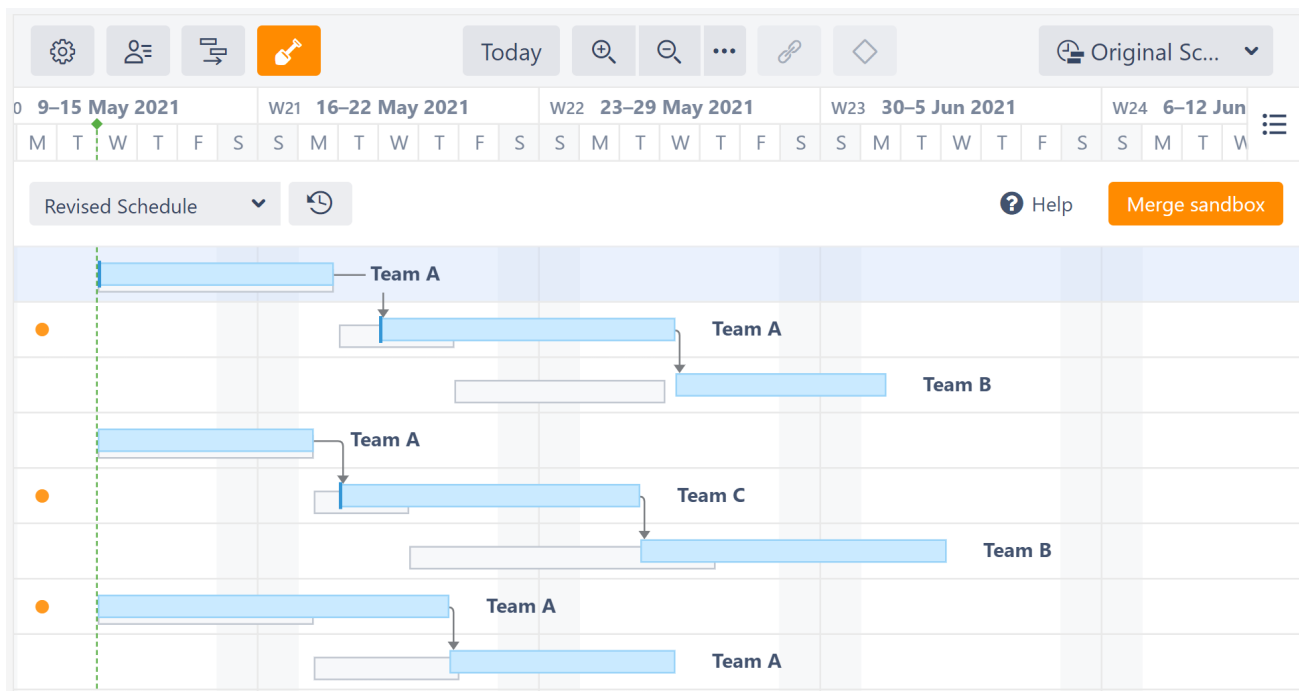 Today Original Sc...
0 9–15 May 2021 W21 16–22 May 2021 W22 23–29 May 2021 W23 30–5 Jun 2021 W24 6–12 Jun
M T W T F S S M T W T F S S M T W T F S S M T W T F S S M T W
Revised Schedule Help Merge sandbox
Team A
Team A
Team B
Team A
Team C
Team B
Team A
Team A